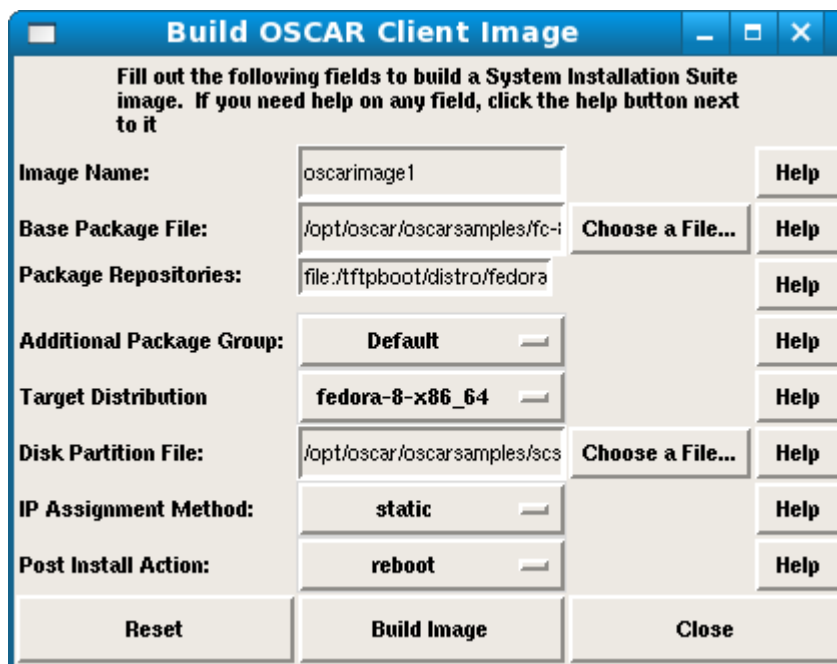 Build OSCAR Client Image
Fill out the following fields to build a System Installation Suite
image. If you need help on any field, click the help button next
to it
Image Name: oscarimage1 Help
Base Package File: /opt/oscar/oscarsamples/fc-i Choose a File... Help
Package Repositories: file:/tftpboot/distro/fedora Help
Additional Package Group: Default Help
Target Distribution fedora-8-x86_64 Help
Disk Partition File: /opt/oscar/oscarsamples/scs Choose a File... Help
IP Assignment Method: static Help
Post Install Action: reboot Help
Reset Build Image Close